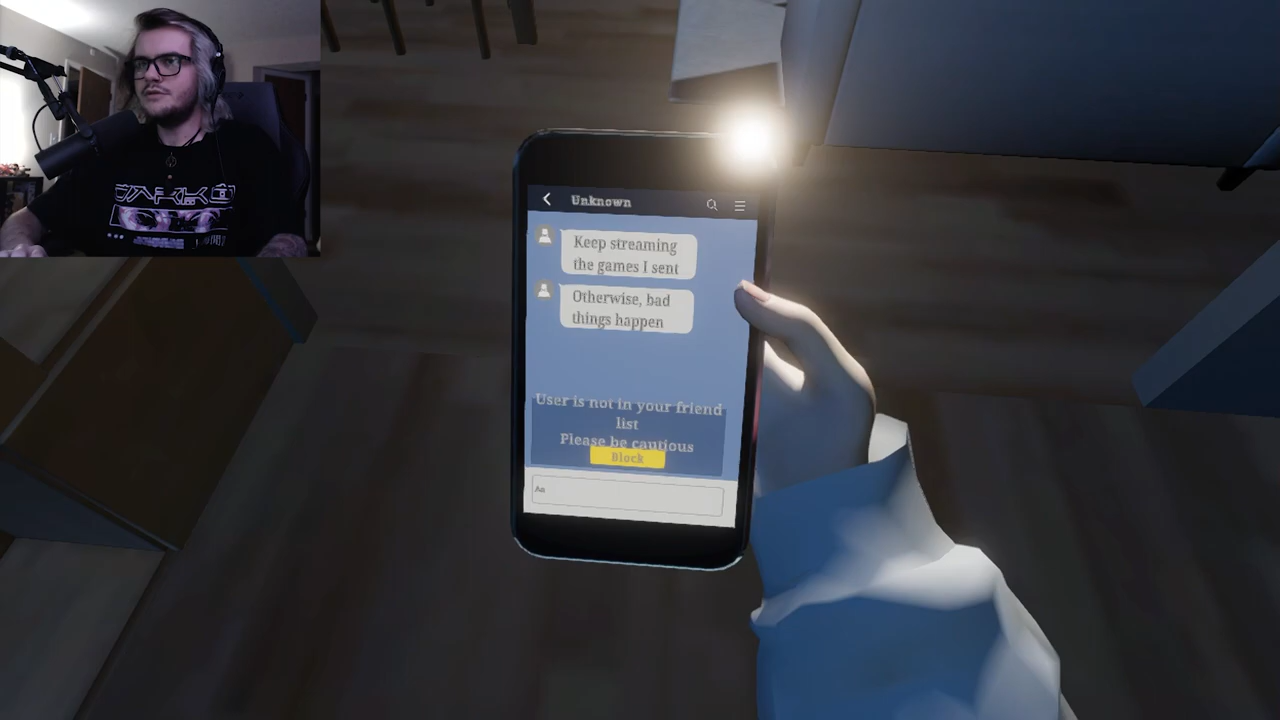 Unknown
Keep streaming
the games I sent
Otherwise, bad
things happen
User is not in your friend
list
Please be cautious
Block
Aa